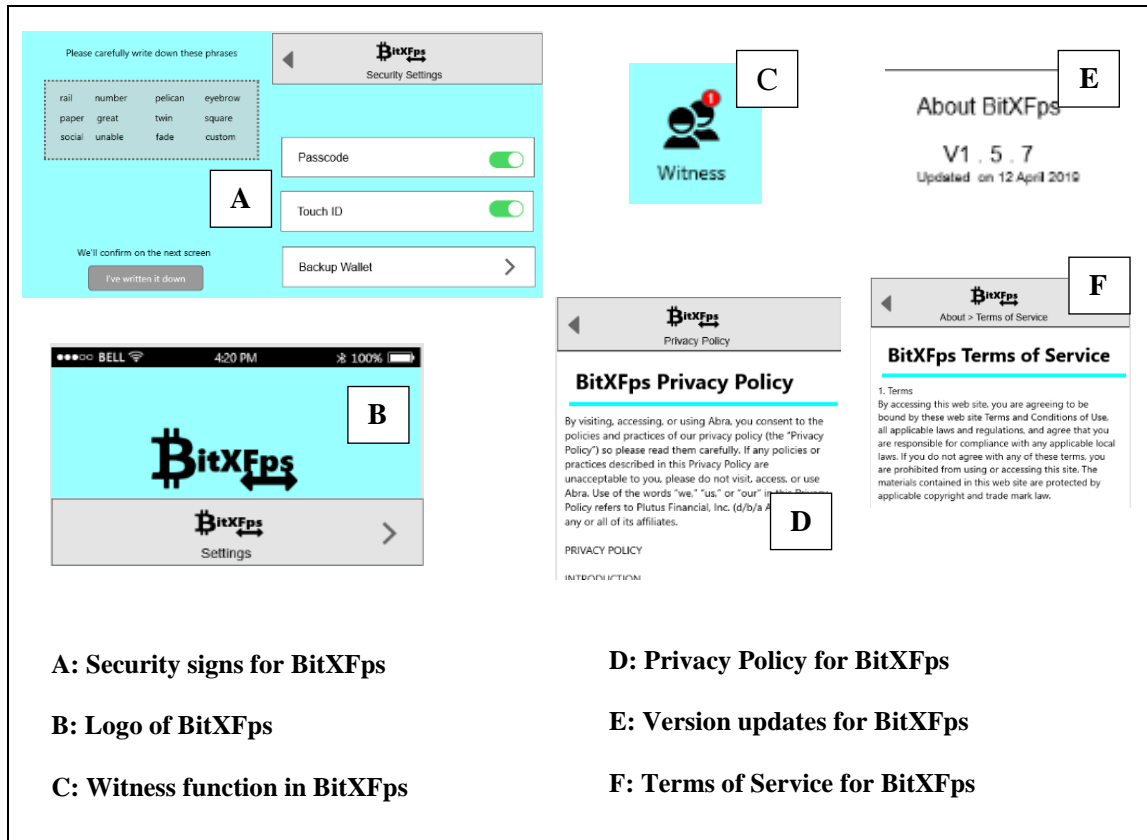 Please carefully write down these phrases
rail number pelican eyebrow
paper great twin square
social unable fade custom
A
We'll confirm on the next screen
I've written it down
BitXFps
Security Settings
Passcode
Touch ID
Backup Wallet
C
1
Witness
E
About BitXFps
V1 . 5 . 7
Updated on 12 April 2019
BELL 4:20 PM 100%
B
BitXFps
BitXFps
Settings
BitXFps
Privacy Policy
BitXFps Privacy Policy
By visiting, accessing, or using Abra, you consent to the
policies and practices of our privacy policy (the "Privacy
Policy") so please read them carefully. If any policies or
practices described in this Privacy Policy are
unacceptable to you, please do not visit, access, or use
Abra. Use of the words "we," "us," or "our" in this Privacy
Policy refers to Plutus Financial, Inc. (d/b/a A
any or all of its affiliates.
D
PRIVACY POLICY
INTRODUCTION
F
BitXFps
About > Terms of Service
BitXFps Terms of Service
1. Terms
By accessing this web site, you are agreeing to be
bound by these web site Terms and Conditions of Use,
all applicable laws and regulations, and agree that you
are responsible for compliance with any applicable local
laws. If you do not agree with any of these terms, you
are prohibited from using or accessing this site. The
materials contained in this web site are protected by
applicable copyright and trade mark law.
A: Security signs for BitXFps
B: Logo of BitXFps
C: Witness function in BitXFps
D: Privacy Policy for BitXFps
E: Version updates for BitXFps
F: Terms of Service for BitXFps